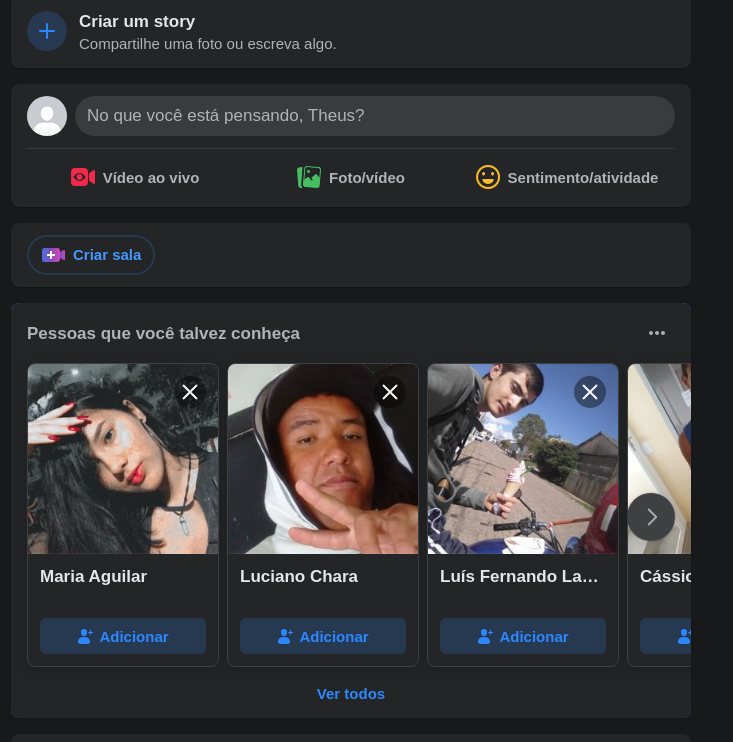 Criar um story
Compartilhe uma foto ou escreva algo.
No que você está pensando, Theus?
Vídeo ao vivo
Foto/vídeo
Sentimento/atividade
Criar sala
Pessoas que você talvez conheça
Maria Aguilar
Luciano Chara
Luís Fernando La...
Cássic
Adicionar
Adicionar
Adicionar
Ver todos